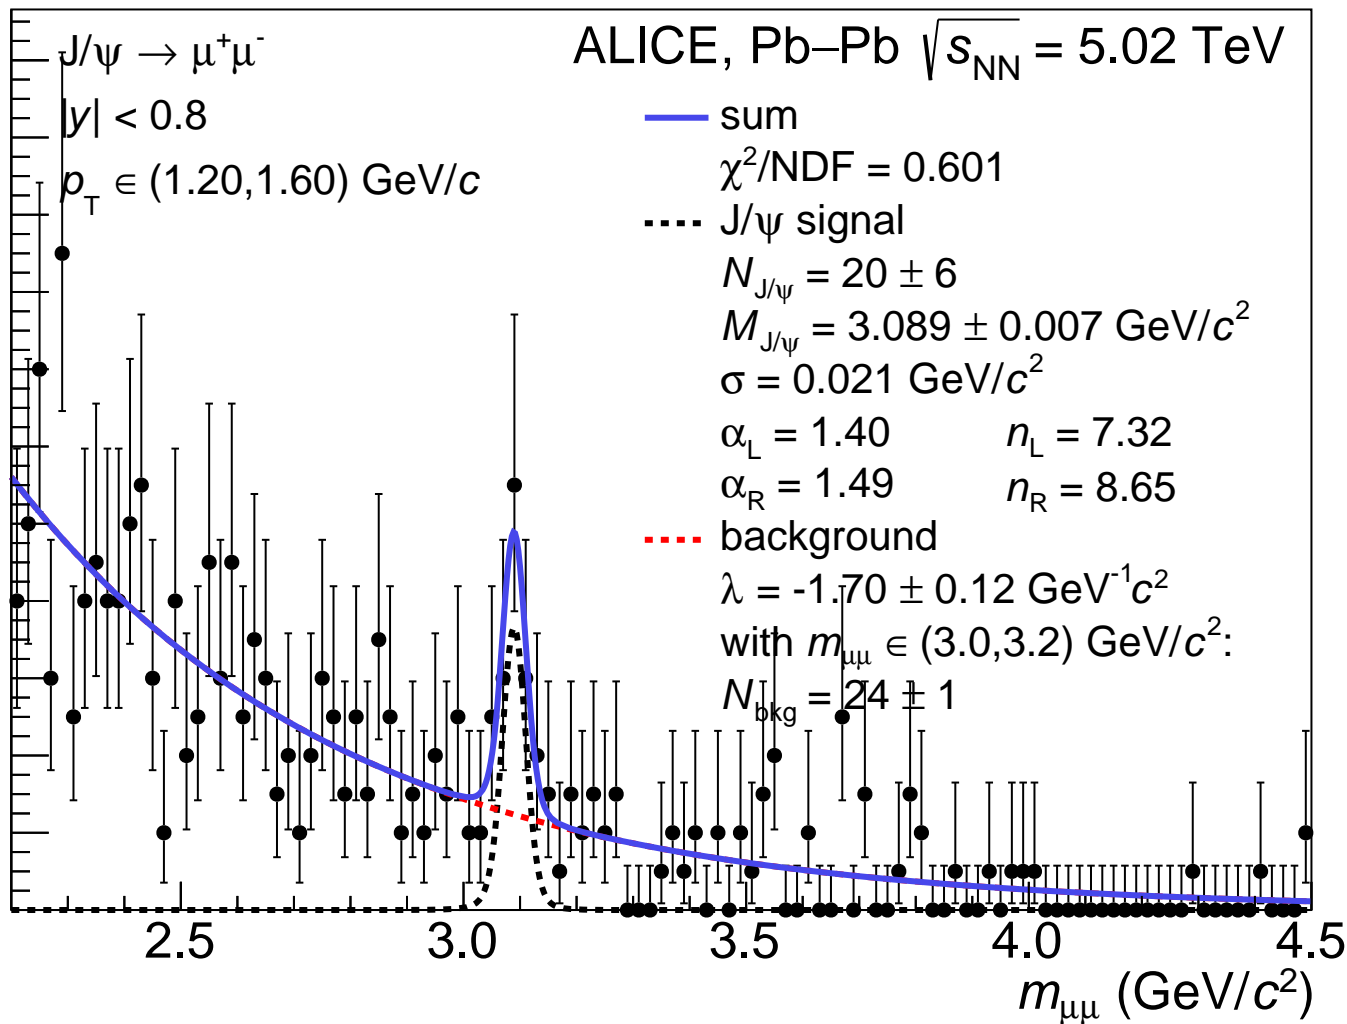 J/ψ → μ⁺μ⁻
|y| < 0.8
p_T ∈ (1.20,1.60) GeV/c
ALICE, Pb–Pb √s_NN = 5.02 TeV
sum
χ²/NDF = 0.601
J/ψ signal
N_J/ψ = 20 ± 6
M_J/ψ = 3.089 ± 0.007 GeV/c²
σ = 0.021 GeV/c²
α_L = 1.40 n_L = 7.32
α_R = 1.49 n_R = 8.65
background
λ = -1.70 ± 0.12 GeV⁻¹c²
with m_μμ ∈ (3.0,3.2) GeV/c²:
N_bkg = 24 ± 1
2.5 3.0 3.5 4.0 4.5
m_μμ (GeV/c²)